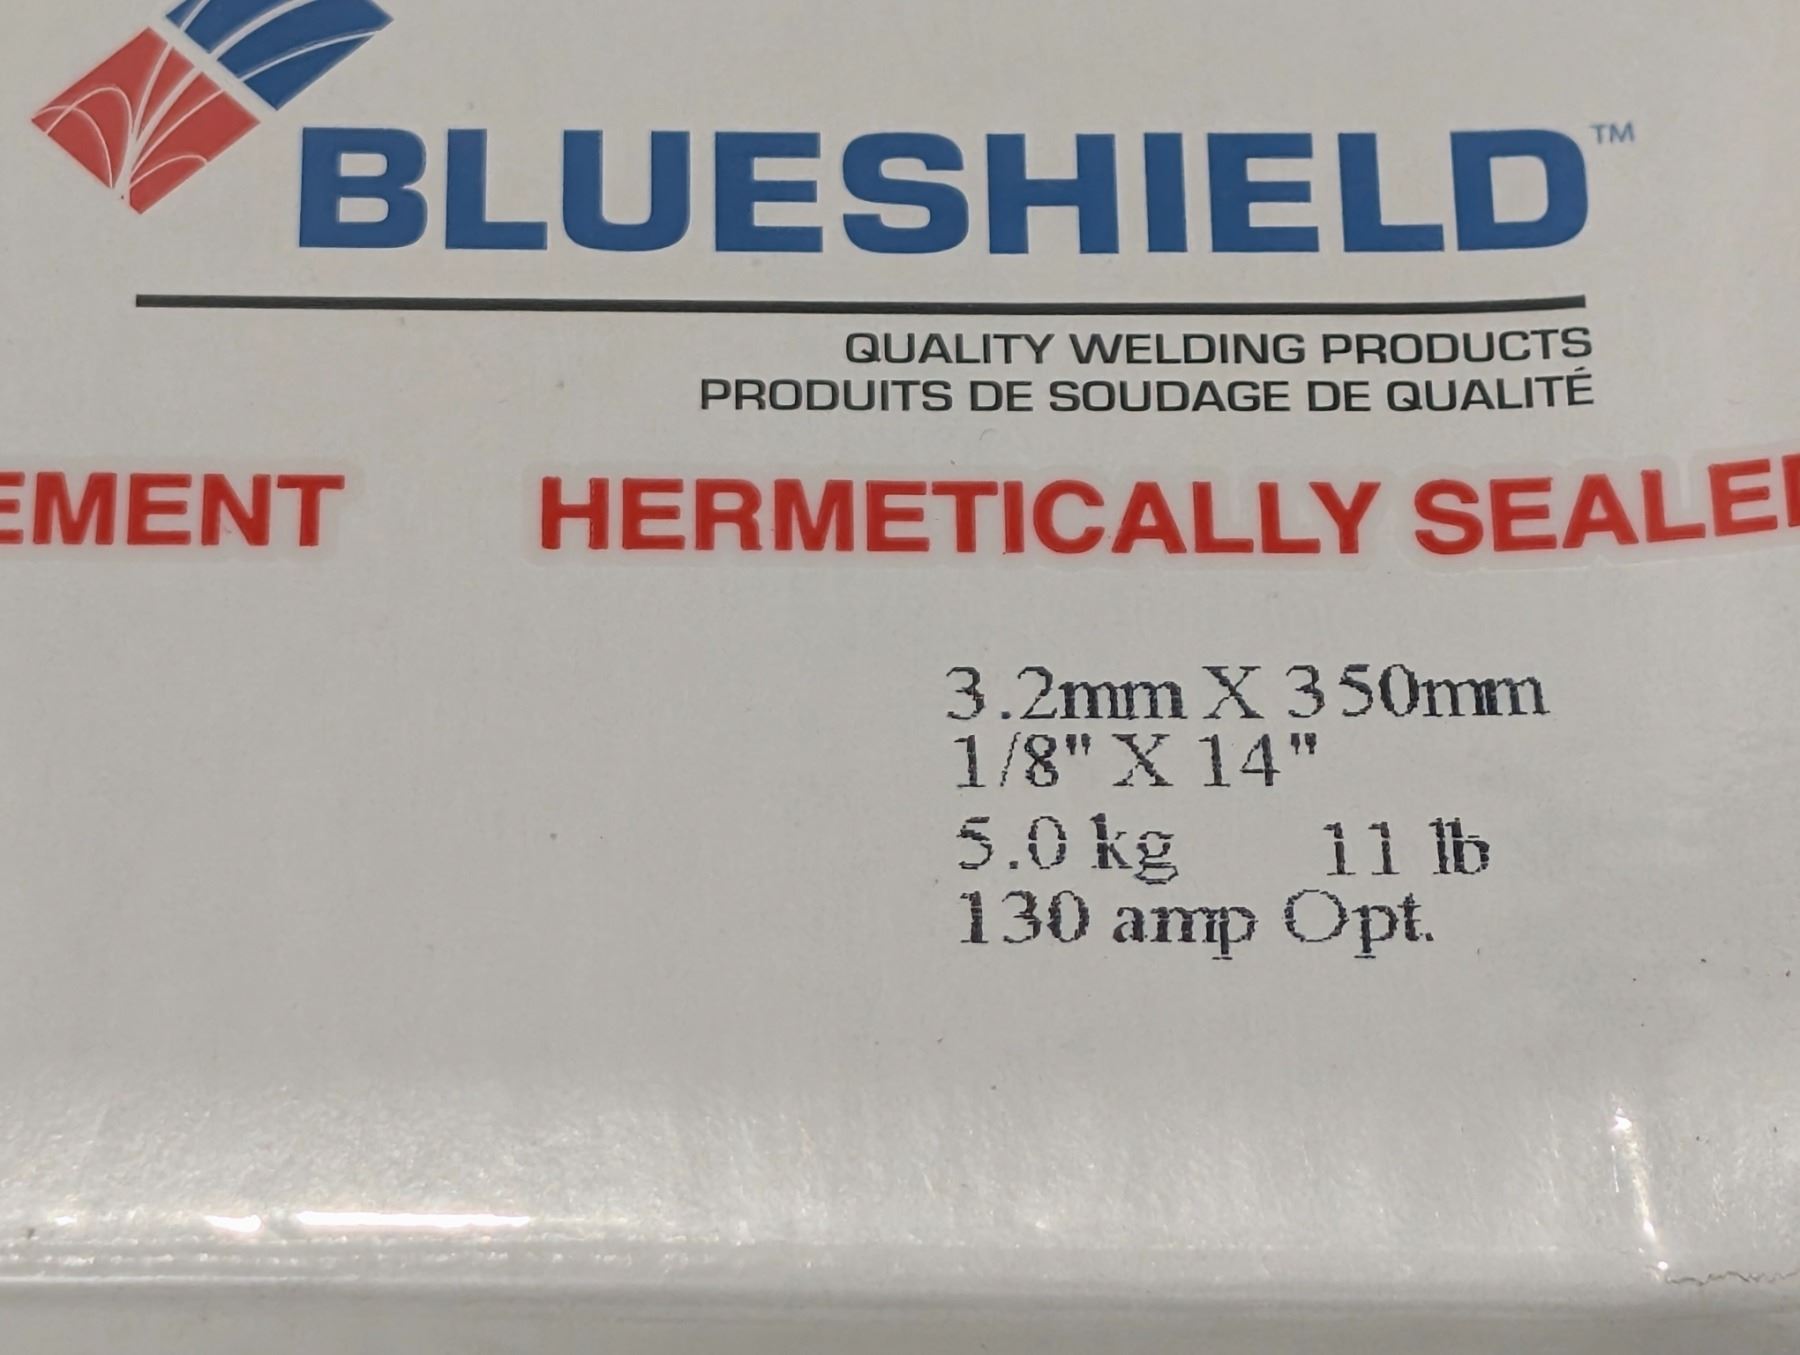 BLUESHIELD™
QUALITY WELDING PRODUCTS
PRODUITS DE SOUDAGE DE QUALITÉ
EMENT HERMETICALLY SEALED
3.2mm X 350mm
1/8" X 14"
5.0 kg 11 lb
130 amp Opt.